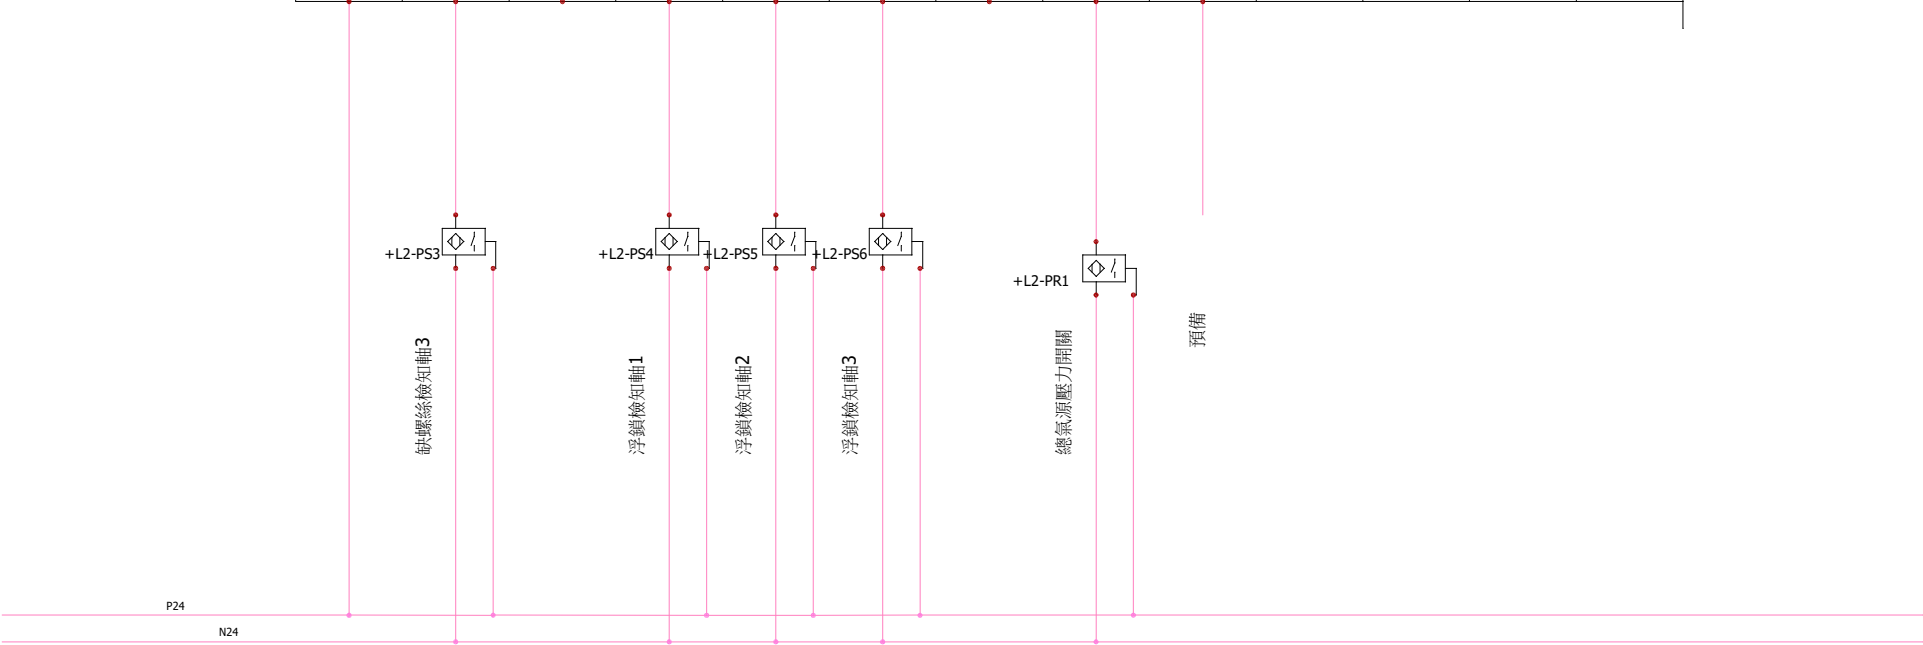 +L2-PS3
+L2-PS4
+L2-PS5
+L2-PS6
+L2-PR1
缺螺絲檢知軸3
浮鎖檢知軸1
浮鎖檢知軸2
浮鎖檢知軸3
總氣源壓力開關
預備
P24
N24